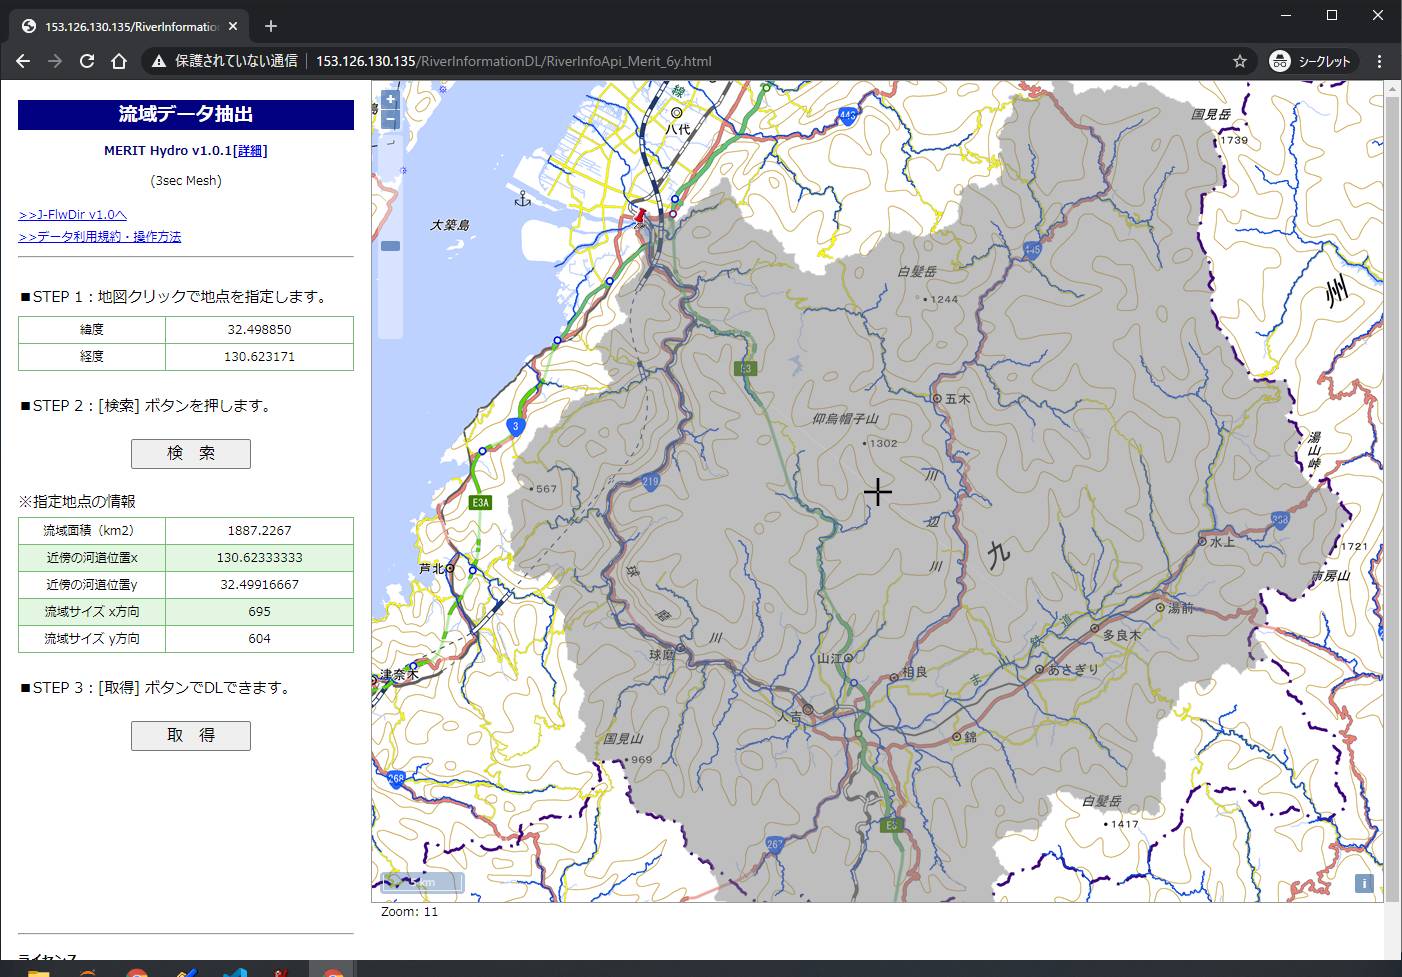 153.126.130.135/RiverInformatio
保護されていない通信 153.126.130.135/RiverInformationDL/RiverInfoApi_Merit_6y.html シークレット
流域データ抽出
MERIT Hydro v1.0.1[詳細]
(3sec Mesh)
>>J-FlwDir v1.0へ
>>データ利用規約・操作方法
■STEP 1：地図クリックで地点を指定します。
緯度 32.498850
経度 130.623171
■STEP 2：[検索] ボタンを押します。
検 索
※指定地点の情報
流域面積（km2） 1887.2267
近傍の河道位置x 130.62333333
近傍の河道位置y 32.49916667
流域サイズ x方向 695
流域サイズ y方向 604
■STEP 3：[取得] ボタンでDLできます。
取 得
ライセンス
+
−
線
八代
443
国見岳
1739
大築島
445
白髪岳
1244
州
E3
五木
仰烏帽子山
1302
3
湯山峠
219
567
川辺川
E3A
388
水上
1721
市房山
九
芦北
球磨川
湯前
多良木
球磨
山江
相良
あさぎり
くま川鉄道
津奈木
人吉
錦
国見山
969
268
白髪岳
1417
E3
267
km
i
Zoom: 11